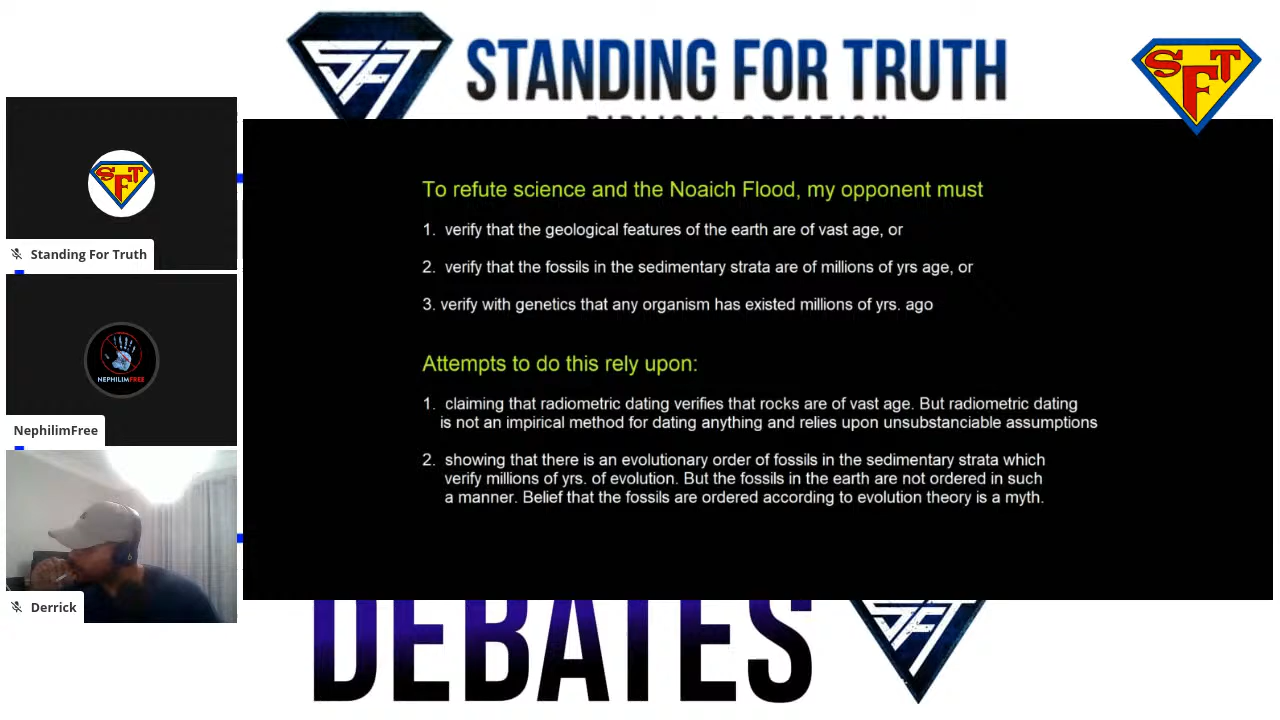 SFT
STANDING FOR TRUTH
BIBLICAL CREATION
SFT
SFT
Standing For Truth
NEPHILIMFREE
NephilimFree
Derrick
To refute science and the Noaich Flood, my opponent must
1. verify that the geological features of the earth are of vast age, or
2. verify that the fossils in the sedimentary strata are of millions of yrs age, or
3. verify with genetics that any organism has existed millions of yrs. ago
Attempts to do this rely upon:
1. claiming that radiometric dating verifies that rocks are of vast age. But radiometric dating
is not an impirical method for dating anything and relies upon unsubstanciable assumptions
2. showing that there is an evolutionary order of fossils in the sedimentary strata which
verify millions of yrs. of evolution. But the fossils in the earth are not ordered in such
a manner. Belief that the fossils are ordered according to evolution theory is a myth.
DEBATES
SFT